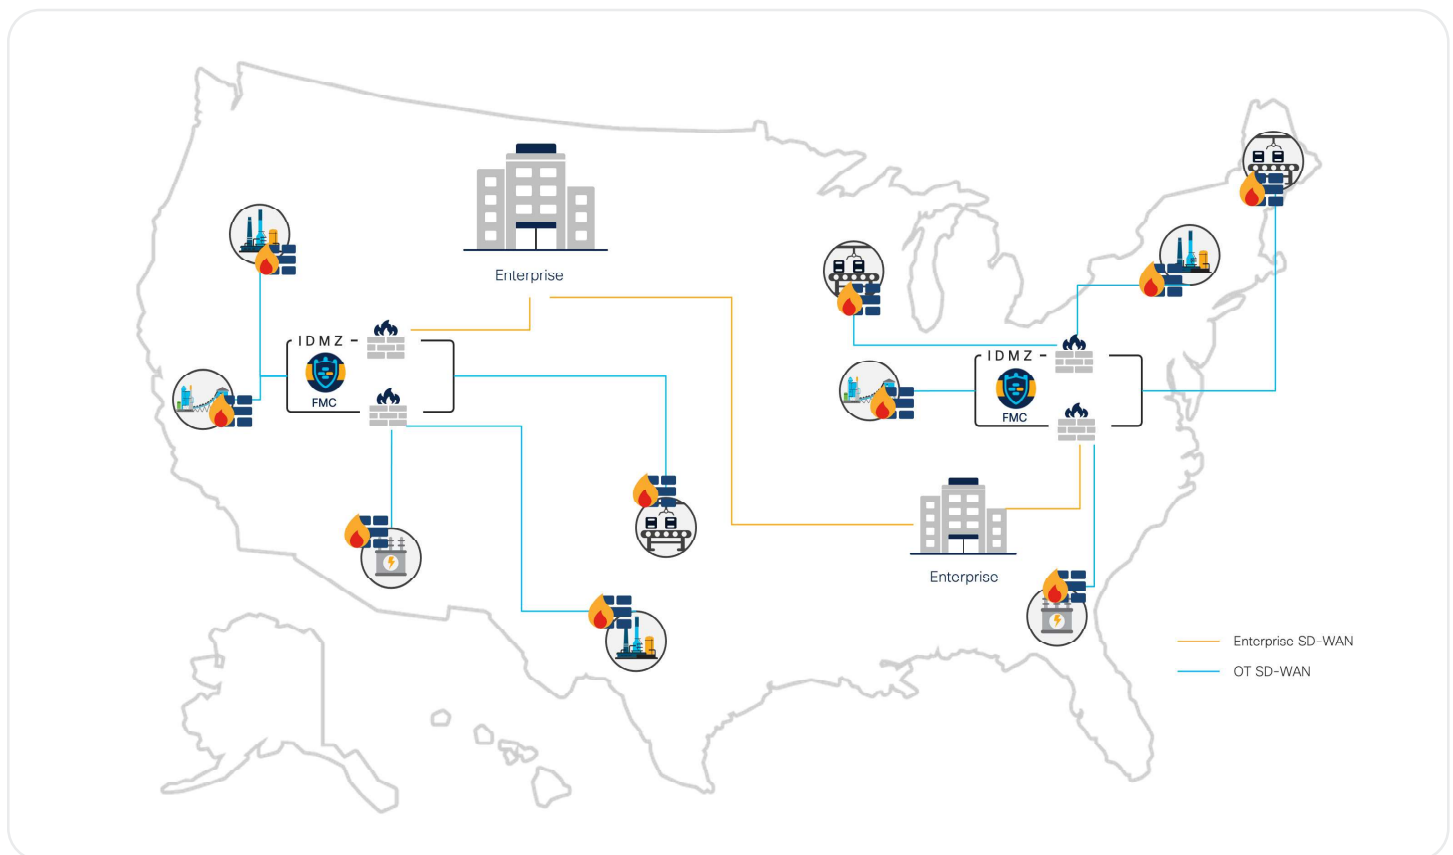 Enterprise
IDMZ
FMC
IDMZ
FMC
Enterprise
Enterprise SD-WAN
OT SD-WAN